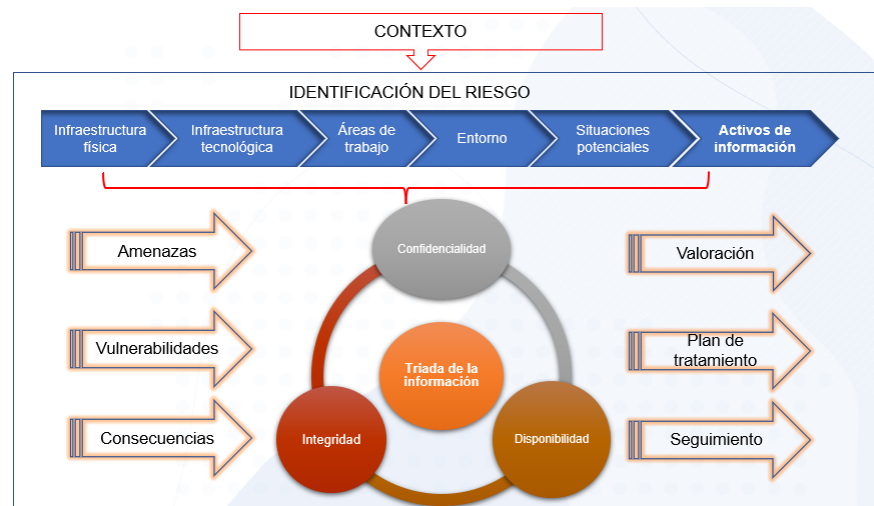 CONTEXTO
IDENTIFICACIÓN DEL RIESGO
Infraestructura
física
Infraestructura
tecnológica
Áreas de
trabajo
Entorno
Situaciones
potenciales
Activos de
información
Amenazas
Vulnerabilidades
Consecuencias
Confidencialidad
Triada de la
información
Integridad
Disponibilidad
Valoración
Plan de
tratamiento
Seguimiento